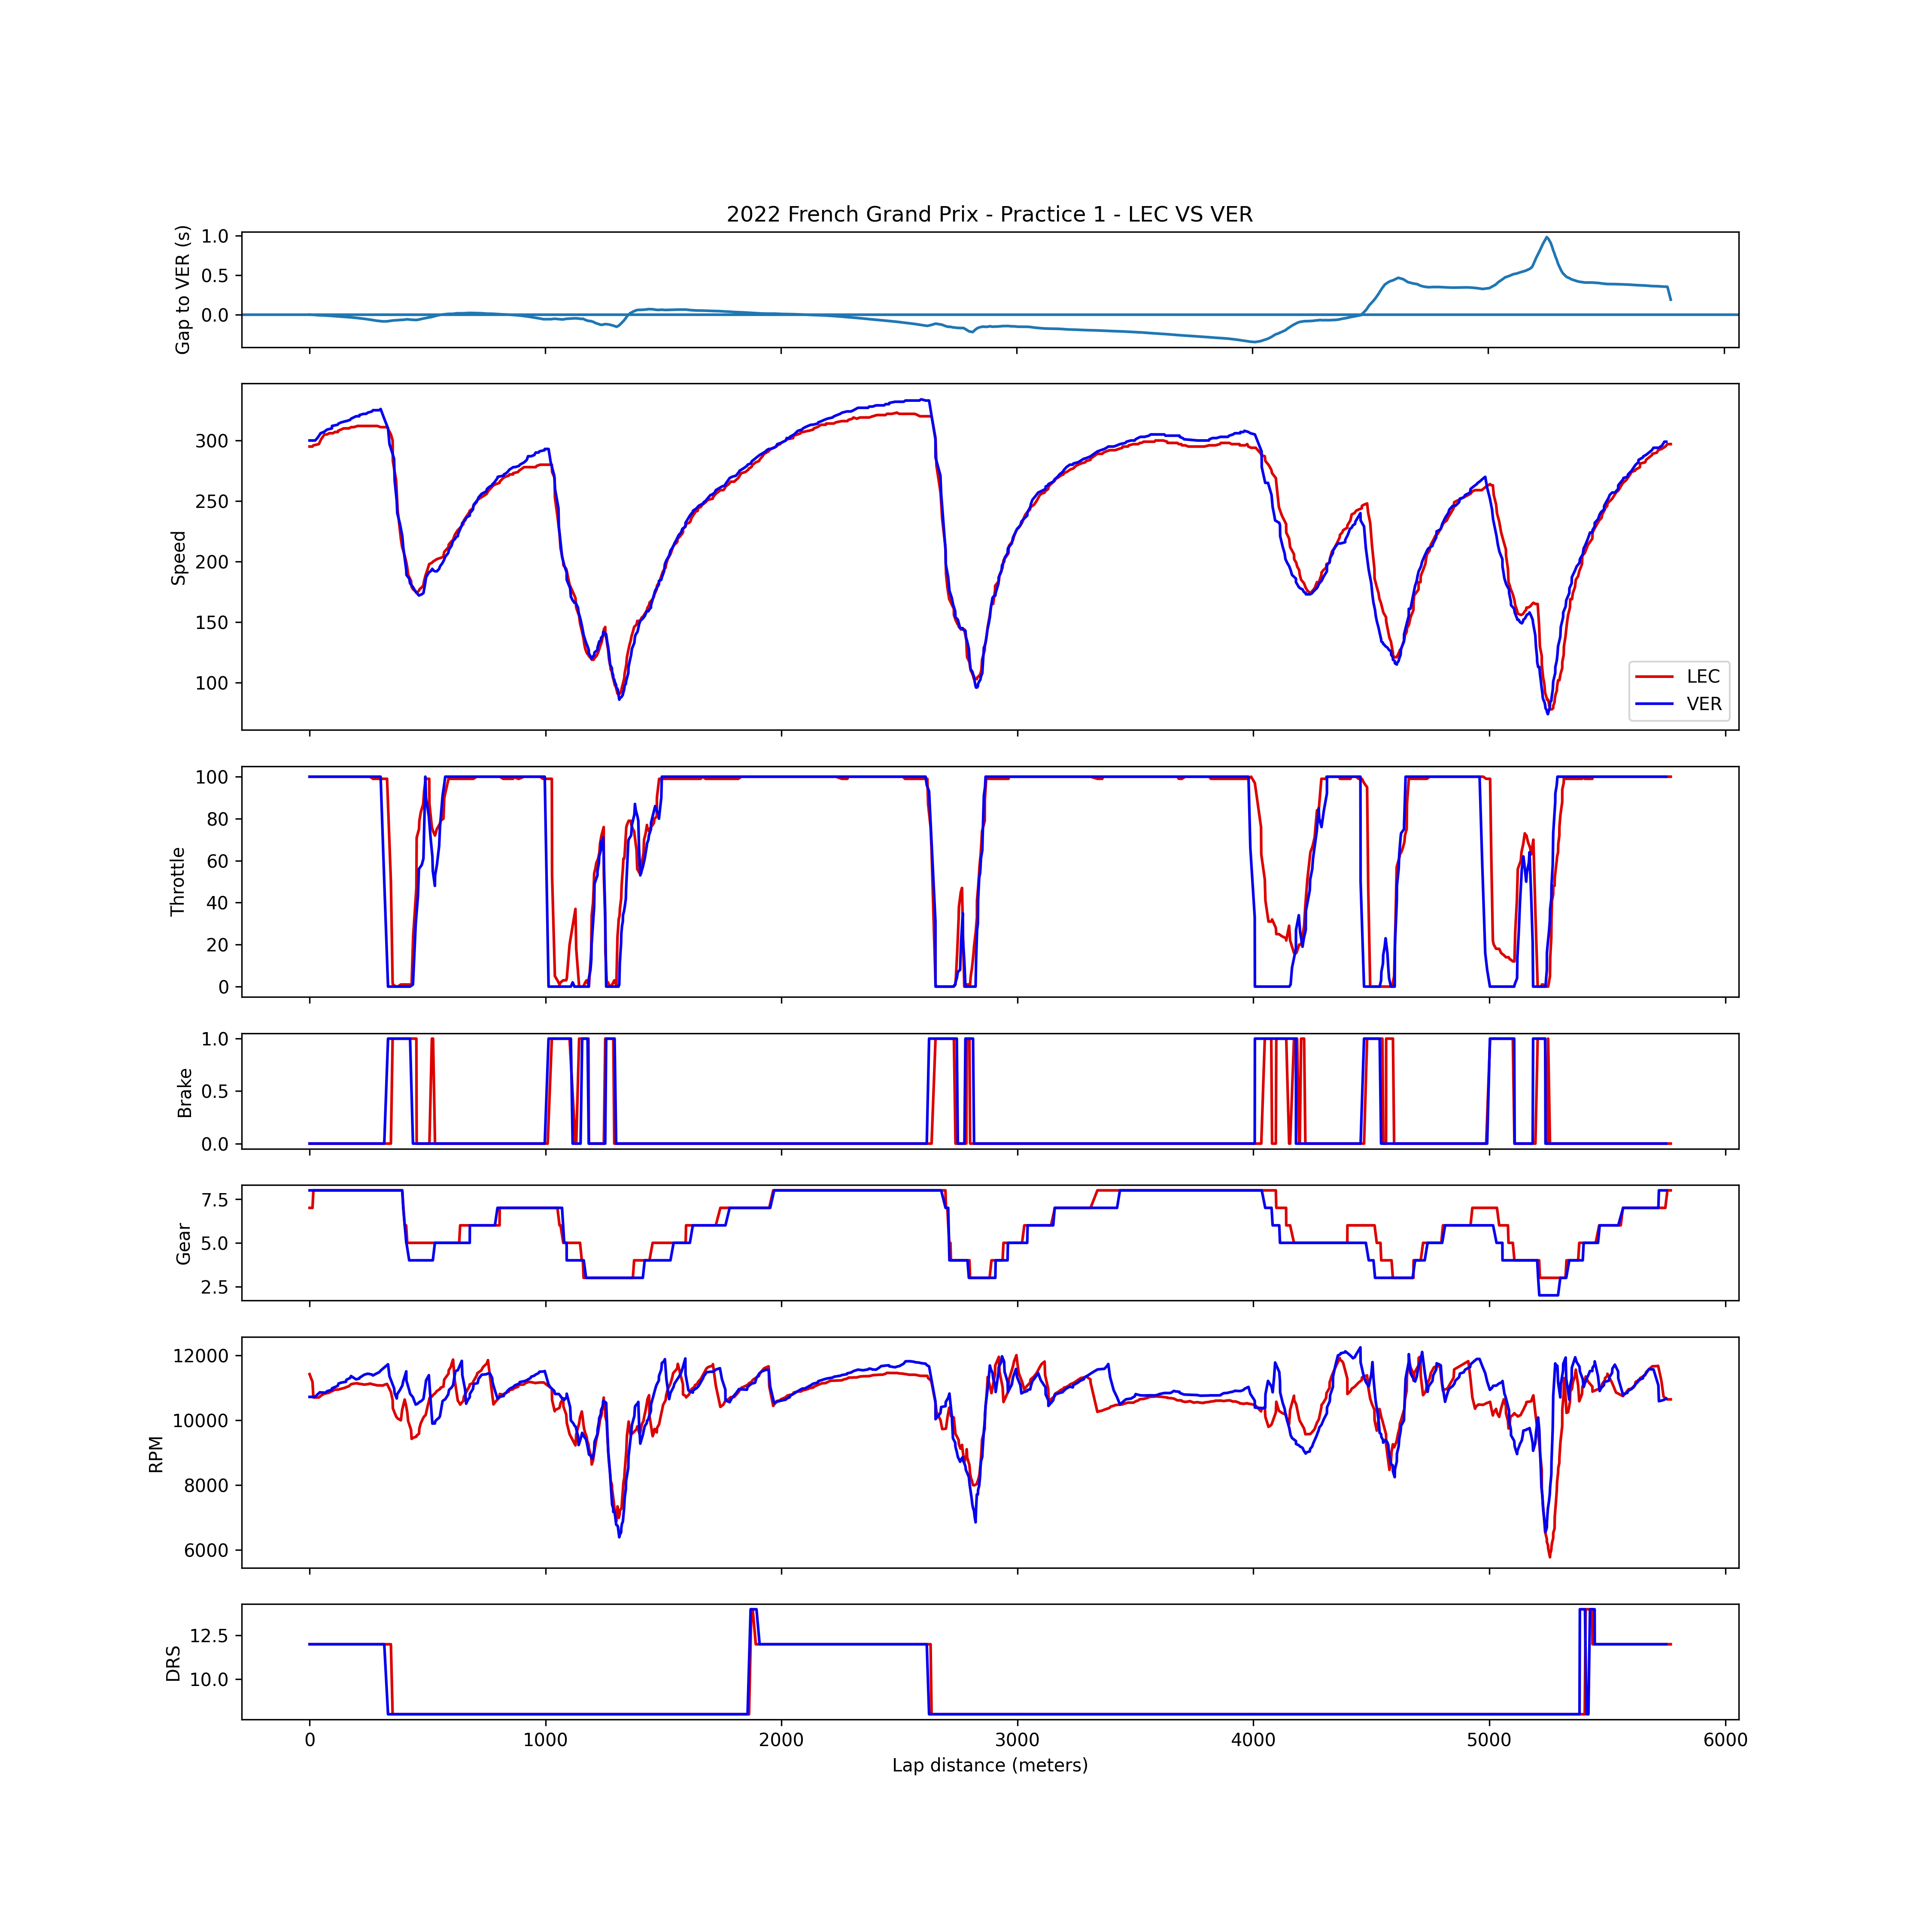 2022 French Grand Prix - Practice 1 - LEC VS VER
Gap to VER (s)
1.0
0.5
0.0
Speed
300
250
200
150
100
LEC
VER
Throttle
100
80
60
40
20
0
Brake
1.0
0.5
0.0
Gear
7.5
5.0
2.5
RPM
12000
10000
8000
6000
DRS
12.5
10.0
0 1000 2000 3000 4000 5000 6000
Lap distance (meters)